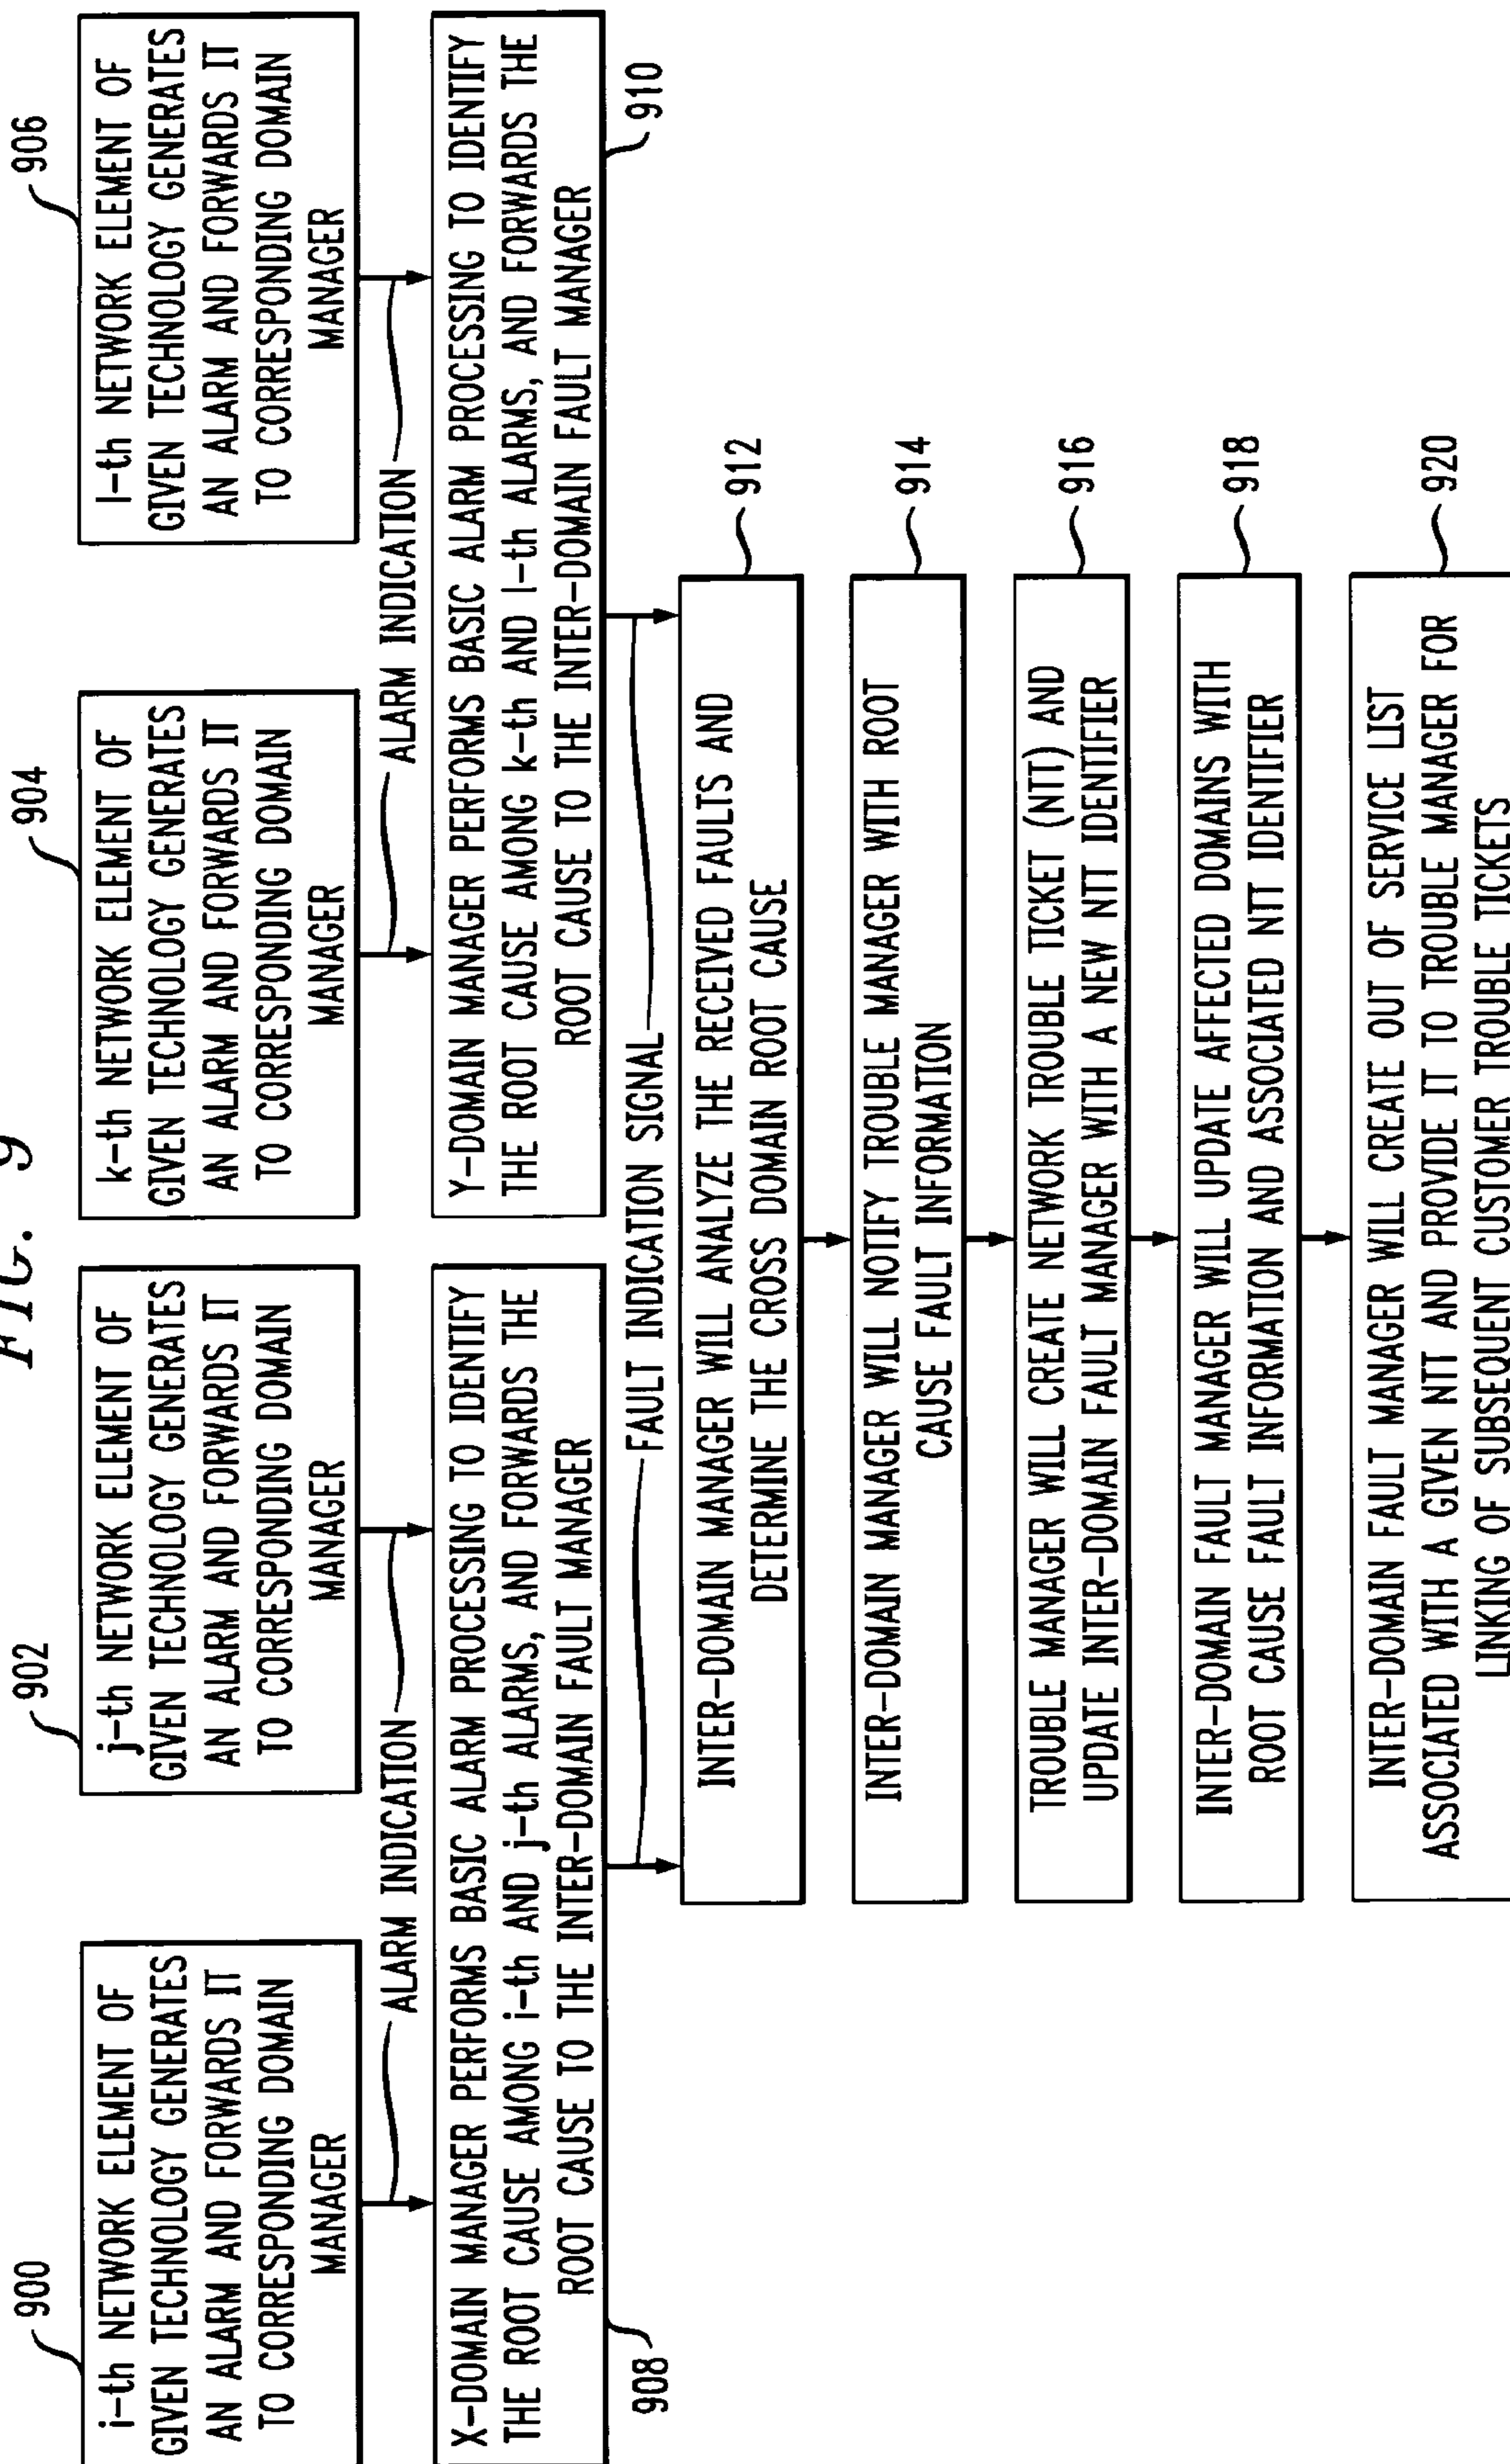 FIG. 9
900
i-th NETWORK ELEMENT OF
GIVEN TECHNOLOGY GENERATES
AN ALARM AND FORWARDS IT
TO CORRESPONDING DOMAIN
MANAGER
902
j-th NETWORK ELEMENT OF
GIVEN TECHNOLOGY GENERATES
AN ALARM AND FORWARDS IT
TO CORRESPONDING DOMAIN
MANAGER
904
k-th NETWORK ELEMENT OF
GIVEN TECHNOLOGY GENERATES
AN ALARM AND FORWARDS IT
TO CORRESPONDING DOMAIN
MANAGER
906
l-th NETWORK ELEMENT OF
GIVEN TECHNOLOGY GENERATES
AN ALARM AND FORWARDS IT
TO CORRESPONDING DOMAIN
MANAGER
ALARM INDICATION
ALARM INDICATION
X-DOMAIN MANAGER PERFORMS BASIC ALARM PROCESSING TO IDENTIFY
THE ROOT CAUSE AMONG i-th AND j-th ALARMS, AND FORWARDS THE
ROOT CAUSE TO THE INTER-DOMAIN FAULT MANAGER
908
Y-DOMAIN MANAGER PERFORMS BASIC ALARM PROCESSING TO IDENTIFY
THE ROOT CAUSE AMONG k-th AND l-th ALARMS, AND FORWARDS THE
ROOT CAUSE TO THE INTER-DOMAIN FAULT MANAGER
910
FAULT INDICATION SIGNAL
INTER-DOMAIN MANAGER WILL ANALYZE THE RECEIVED FAULTS AND
DETERMINE THE CROSS DOMAIN ROOT CAUSE
912
INTER-DOMAIN MANAGER WILL NOTIFY TROUBLE MANAGER WITH ROOT
CAUSE FAULT INFORMATION
914
TROUBLE MANAGER WILL CREATE NETWORK TROUBLE TICKET (NTT) AND
UPDATE INTER-DOMAIN FAULT MANAGER WITH A NEW NTT IDENTIFIER
916
INTER-DOMAIN FAULT MANAGER WILL UPDATE AFFECTED DOMAINS WITH
ROOT CAUSE FAULT INFORMATION AND ASSOCIATED NTT IDENTIFIER
918
INTER-DOMAIN FAULT MANAGER WILL CREATE OUT OF SERVICE LIST
ASSOCIATED WITH A GIVEN NTT AND PROVIDE IT TO TROUBLE MANAGER FOR
LINKING OF SUBSEQUENT CUSTOMER TROUBLE TICKETS
920